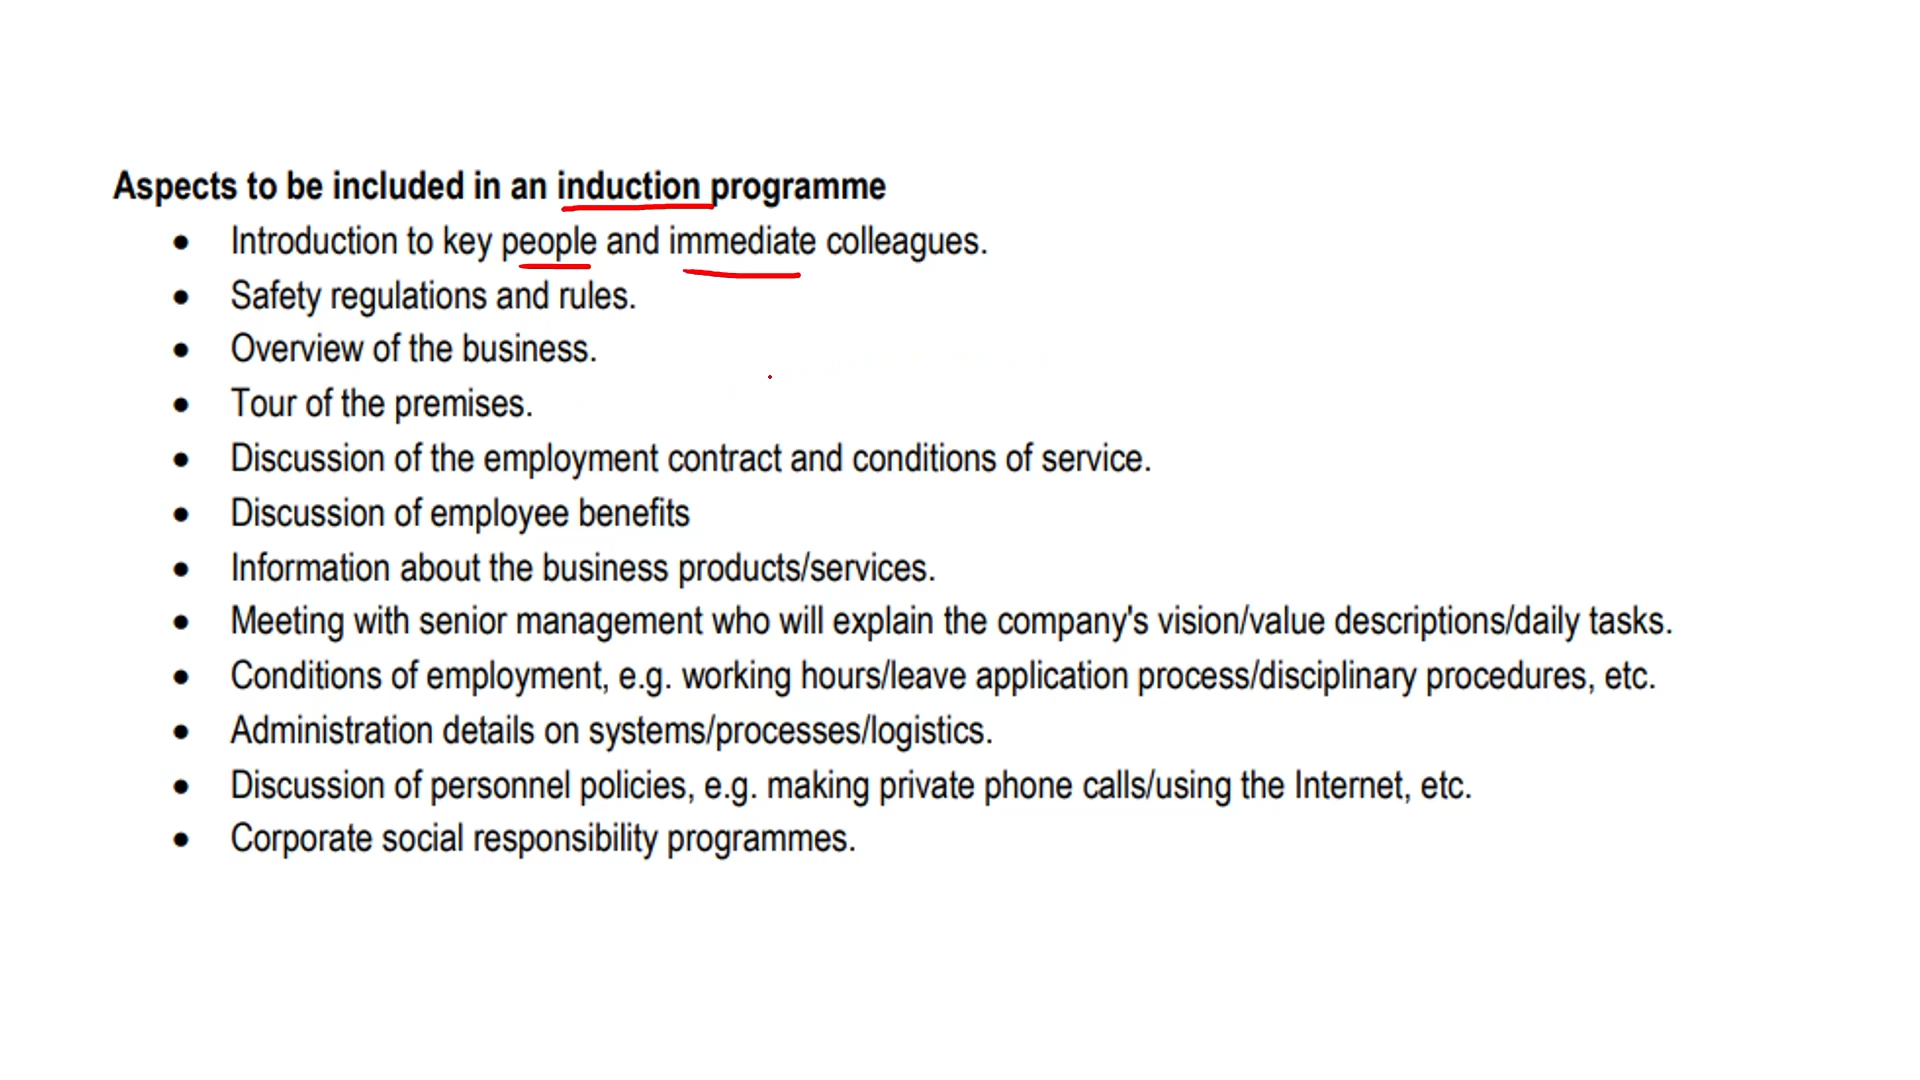 Aspects to be included in an induction programme
• Introduction to key people and immediate colleagues.
• Safety regulations and rules.
• Overview of the business.
• Tour of the premises.
• Discussion of the employment contract and conditions of service.
• Discussion of employee benefits
• Information about the business products/services.
• Meeting with senior management who will explain the company's vision/value descriptions/daily tasks.
• Conditions of employment, e.g. working hours/leave application process/disciplinary procedures, etc.
• Administration details on systems/processes/logistics.
• Discussion of personnel policies, e.g. making private phone calls/using the Internet, etc.
• Corporate social responsibility programmes.